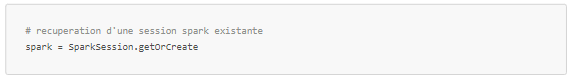 # recuperation d'une session spark existante
spark = SparkSession.getOrCreate